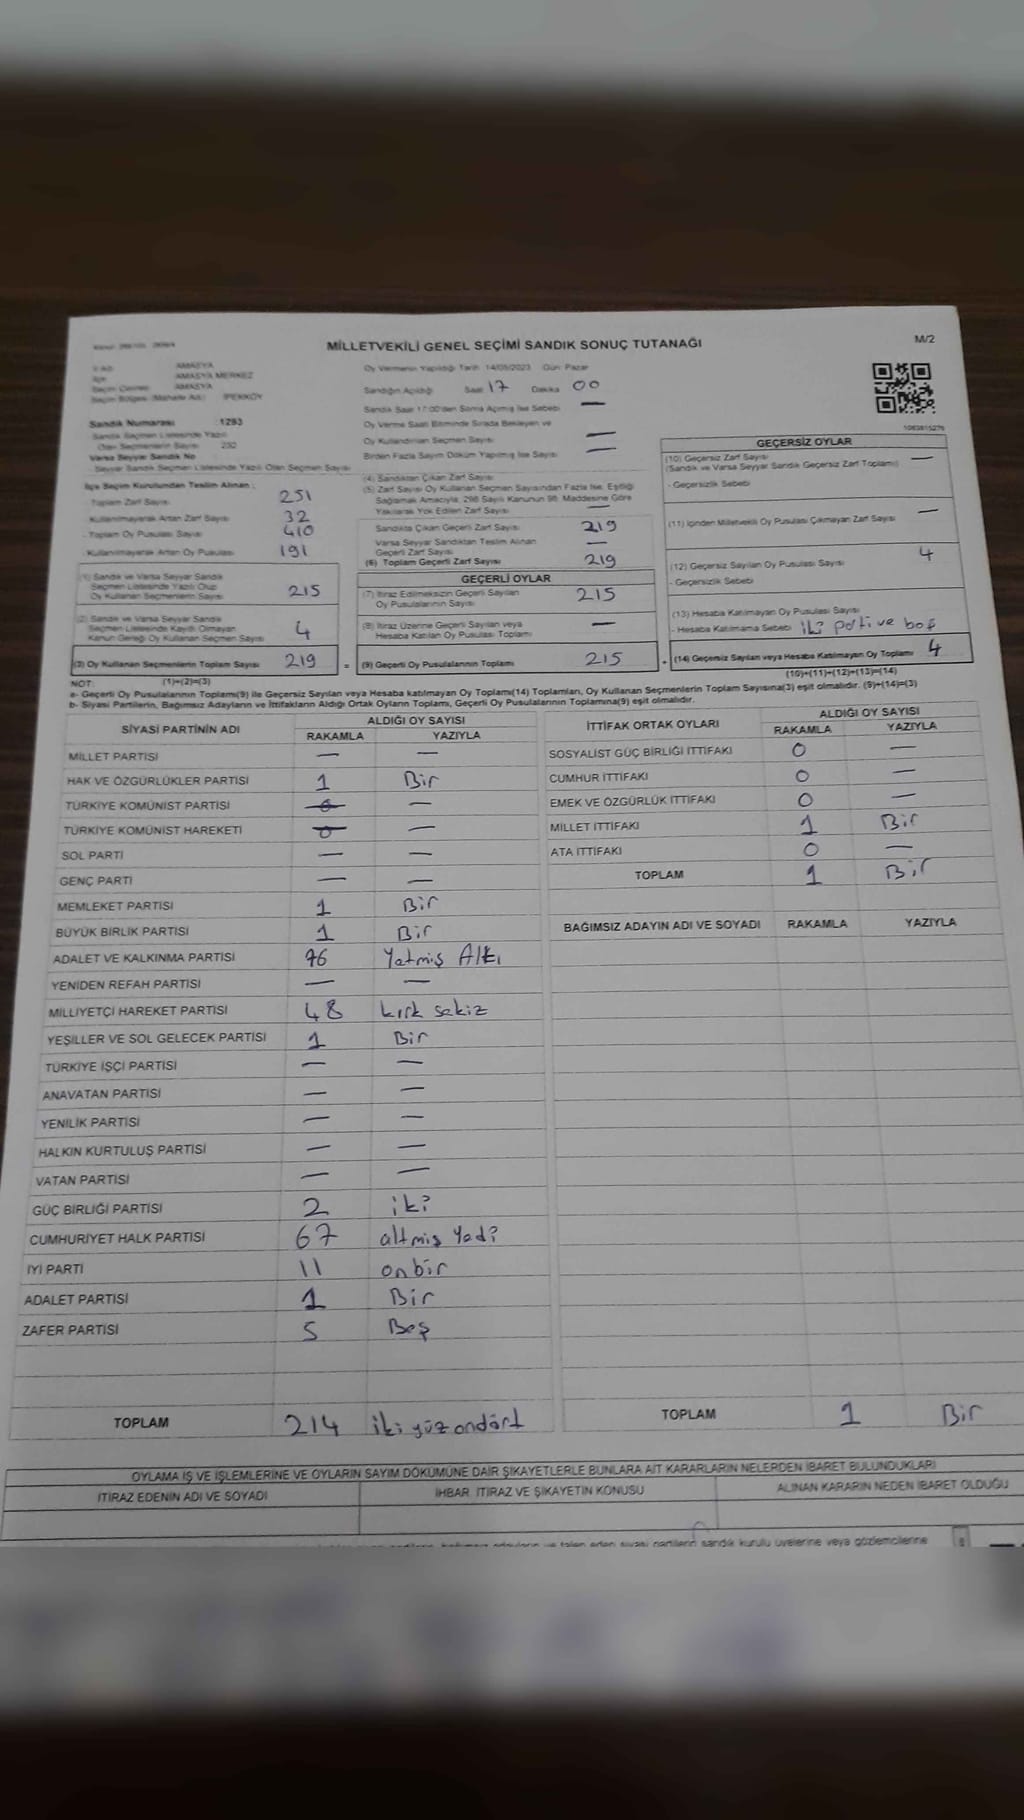 MİLLETVEKİLİ GENEL SEÇİMİ SANDIK SONUÇ TUTANAĞI
M/2
AMASYA
İlçe AMASYA MERKEZ
Seçim Çevresi AMASYA
Seçim Bölgesi (Mahalle Adı) İPEKKÖY
Sandık Numarası : 1293
Sandık Seçmen Listesinde Yazılı
Olan Seçmenlerin Sayısı 232
Varsa Seyyar Sandık No
Seyyar Sandık Seçmen Listesinde Yazılı Olan Seçmen Sayısı
İlçe Seçim Kurulundan Teslim Alınan :
- Toplam Zarf Sayısı 251
- Kullanılmayarak Artan Zarf Sayısı 32
- Toplam Oy Pusulası Sayısı 410
- Kullanılmayarak Artan Oy Pusulası 191
(1) Sandık ve Varsa Seyyar Sandık
Seçmen Listesinde Yazılı Olup
Oy Kullanan Seçmenlerin Sayısı 215
(2) Sandık ve Varsa Seyyar Sandık
Seçmen Listesinde Kayıtlı Olmayan
Kanun Gereği Oy Kullanan Seçmen Sayısı 4
(3) Oy Kullanan Seçmenlerin Toplam Sayısı 219 =
Oy Vermenin Yapıldığı Tarih 14/05/2023 Gün Pazar
Sandığın Açıldığı Saat 17 Dakika 00
Sandık Saat 17:00'den Sonra Açılmış İse Sebebi —
Oy Verme Saati Bitiminde Sırada Bekleyen ve
Oy Kullandırılan Seçmen Sayısı —
Birden Fazla Sayım Döküm Yapılmış İse Sayısı —
(4) Sandıktan Çıkan Zarf Sayısı
(5) Zarf Sayısı Oy Kullanan Seçmen Sayısından Fazla İse, Eşitliği
Sağlamak Amacıyla, 298 Sayılı Kanunun 98. Maddesine Göre
Yakılarak Yok Edilen Zarf Sayısı —
Sandıkta Çıkan Geçerli Zarf Sayısı 219
Varsa Seyyar Sandıktan Teslim Alınan
Geçerli Zarf Sayısı —
(6) Toplam Geçerli Zarf Sayısı 219
GEÇERLİ OYLAR
(7) İtiraz Edilmeksizin Geçerli Sayılan
Oy Pusulalarının Sayısı 215
(8) İtiraz Üzerine Geçerli Sayılan veya
Hesaba Katılan Oy Pusulası Toplamı —
(9) Geçerli Oy Pusulalarının Toplamı 215 +
1083815276
GEÇERSİZ OYLAR
(10) Geçersiz Zarf Sayısı —
(Sandık ve Varsa Seyyar Sandık Geçersiz Zarf Toplamı)
- Geçersizlik Sebebi
(11) İçinden Milletvekili Oy Pusulası Çıkmayan Zarf Sayısı —
(12) Geçersiz Sayılan Oy Pusulası Sayısı 4
- Geçersizlik Sebebi
(13) Hesaba Katılmayan Oy Pusulası Sayısı
- Hesaba Katılmama Sebebi iki parti ve boş
(14) Geçersiz Sayılan veya Hesaba Katılmayan Oy Toplamı 4
NOT: (1)+(2)=(3) (10)+(11)+(12)+(13)=(14)
a- Geçerli Oy Pusulalarının Toplamı(9) ile Geçersiz Sayılan veya Hesaba katılmayan Oy Toplamı(14) Toplamları, Oy Kullanan Seçmenlerin Toplam Sayısına(3) eşit olmalıdır. (9)+(14)=(3)
b- Siyasi Partilerin, Bağımsız Adayların ve İttifakların Aldığı Ortak Oyların Toplamı, Geçerli Oy Pusulalarının Toplamına(9) eşit olmalıdır.
SİYASİ PARTİNİN ADI ALDIĞI OY SAYISI
RAKAMLA YAZIYLA
MİLLET PARTİSİ — —
HAK VE ÖZGÜRLÜKLER PARTİSİ 1 Bir
TÜRKİYE KOMÜNİST PARTİSİ 0 —
TÜRKİYE KOMÜNİST HAREKETİ 0 —
SOL PARTİ — —
GENÇ PARTİ — —
MEMLEKET PARTİSİ 1 Bir
BÜYÜK BİRLİK PARTİSİ 1 Bir
ADALET VE KALKINMA PARTİSİ 76 Yetmiş Altı
YENİDEN REFAH PARTİSİ — —
MİLLİYETÇİ HAREKET PARTİSİ 48 kırk sekiz
YEŞİLLER VE SOL GELECEK PARTİSİ 1 Bir
TÜRKİYE İŞÇİ PARTİSİ — —
ANAVATAN PARTİSİ — —
YENİLİK PARTİSİ — —
HALKIN KURTULUŞ PARTİSİ — —
VATAN PARTİSİ — —
GÜÇ BİRLİĞİ PARTİSİ 2 iki
CUMHURİYET HALK PARTİSİ 67 altmış Yedi
İYİ PARTİ 11 onbir
ADALET PARTİSİ 1 Bir
ZAFER PARTİSİ 5 Beş
TOPLAM 214 iki yüz ondört
İTTİFAK ORTAK OYLARI ALDIĞI OY SAYISI
RAKAMLA YAZIYLA
SOSYALİST GÜÇ BİRLİĞİ İTTİFAKI 0 —
CUMHUR İTTİFAKI 0 —
EMEK VE ÖZGÜRLÜK İTTİFAKI 0 —
MİLLET İTTİFAKI 1 Bir
ATA İTTİFAKI 0 —
TOPLAM 1 Bir
BAĞIMSIZ ADAYIN ADI VE SOYADI RAKAMLA YAZIYLA
TOPLAM 1 Bir
OYLAMA İŞ VE İŞLEMLERİNE VE OYLARIN SAYIM DÖKÜMÜNE DAİR ŞİKAYETLERLE BUNLARA AİT KARARLARIN NELERDEN İBARET BULUNDUKLARI
İTİRAZ EDENİN ADI VE SOYADI İHBAR, İTİRAZ VE ŞİKAYETİN KONUSU ALINAN KARARIN NEDEN İBARET OLDUĞU
siyasi partilerin sandık kurulu üyelerine veya gözlemcilerine